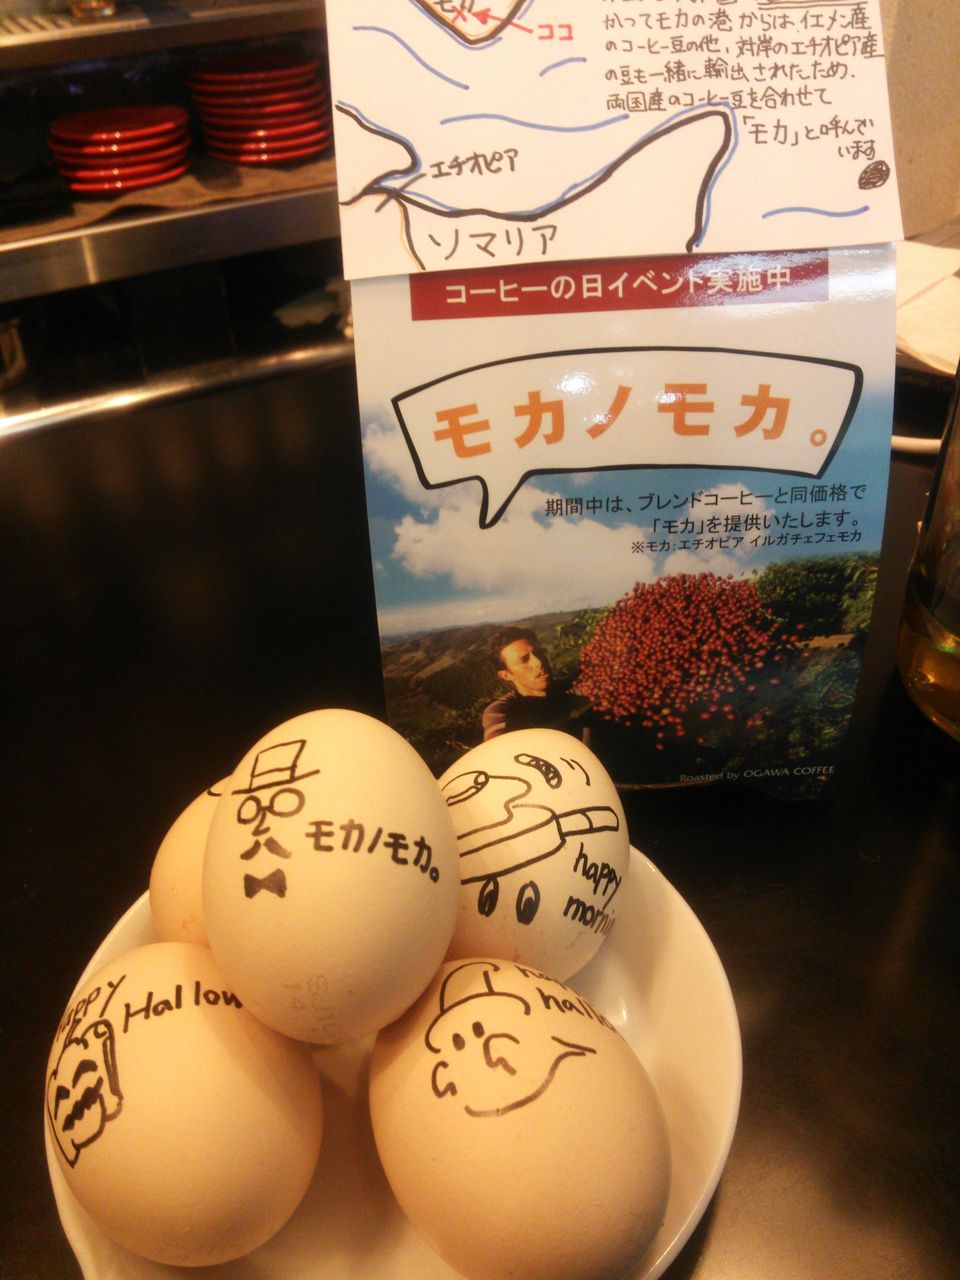 ココ
かつてモカの港からは、イエメン産
のコーヒー豆の他、対岸のエチオピア産
の豆も一緒に輸出されたため、
両国産のコーヒー豆を合わせて
「モカ」と呼んで
います
エチオピア
ソマリア
コーヒーの日イベント実施中
モカノモカ。
期間中は、ブレンドコーヒーと同価格で
「モカ」を提供いたします。
※モカ:エチオピア イルガチェフェモカ
Roasted by OGAWA COFFEE
モカノモカ。
happy
happy
Hallow